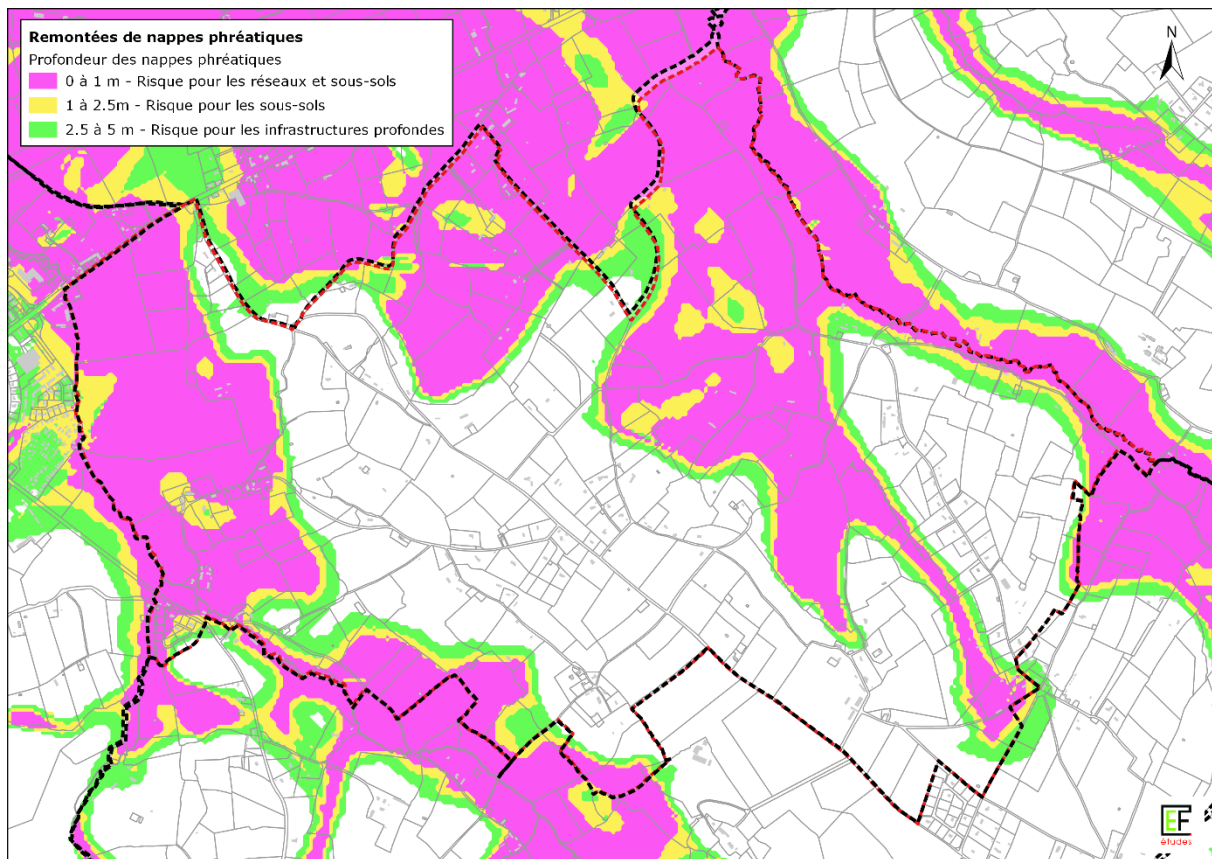 Remontées de nappes phréatiques
Profondeur des nappes phréatiques
0 à 1 m - Risque pour les réseaux et sous-sols
1 à 2.5m - Risque pour les sous-sols
2.5 à 5 m - Risque pour les infrastructures profondes
N
CEF
études